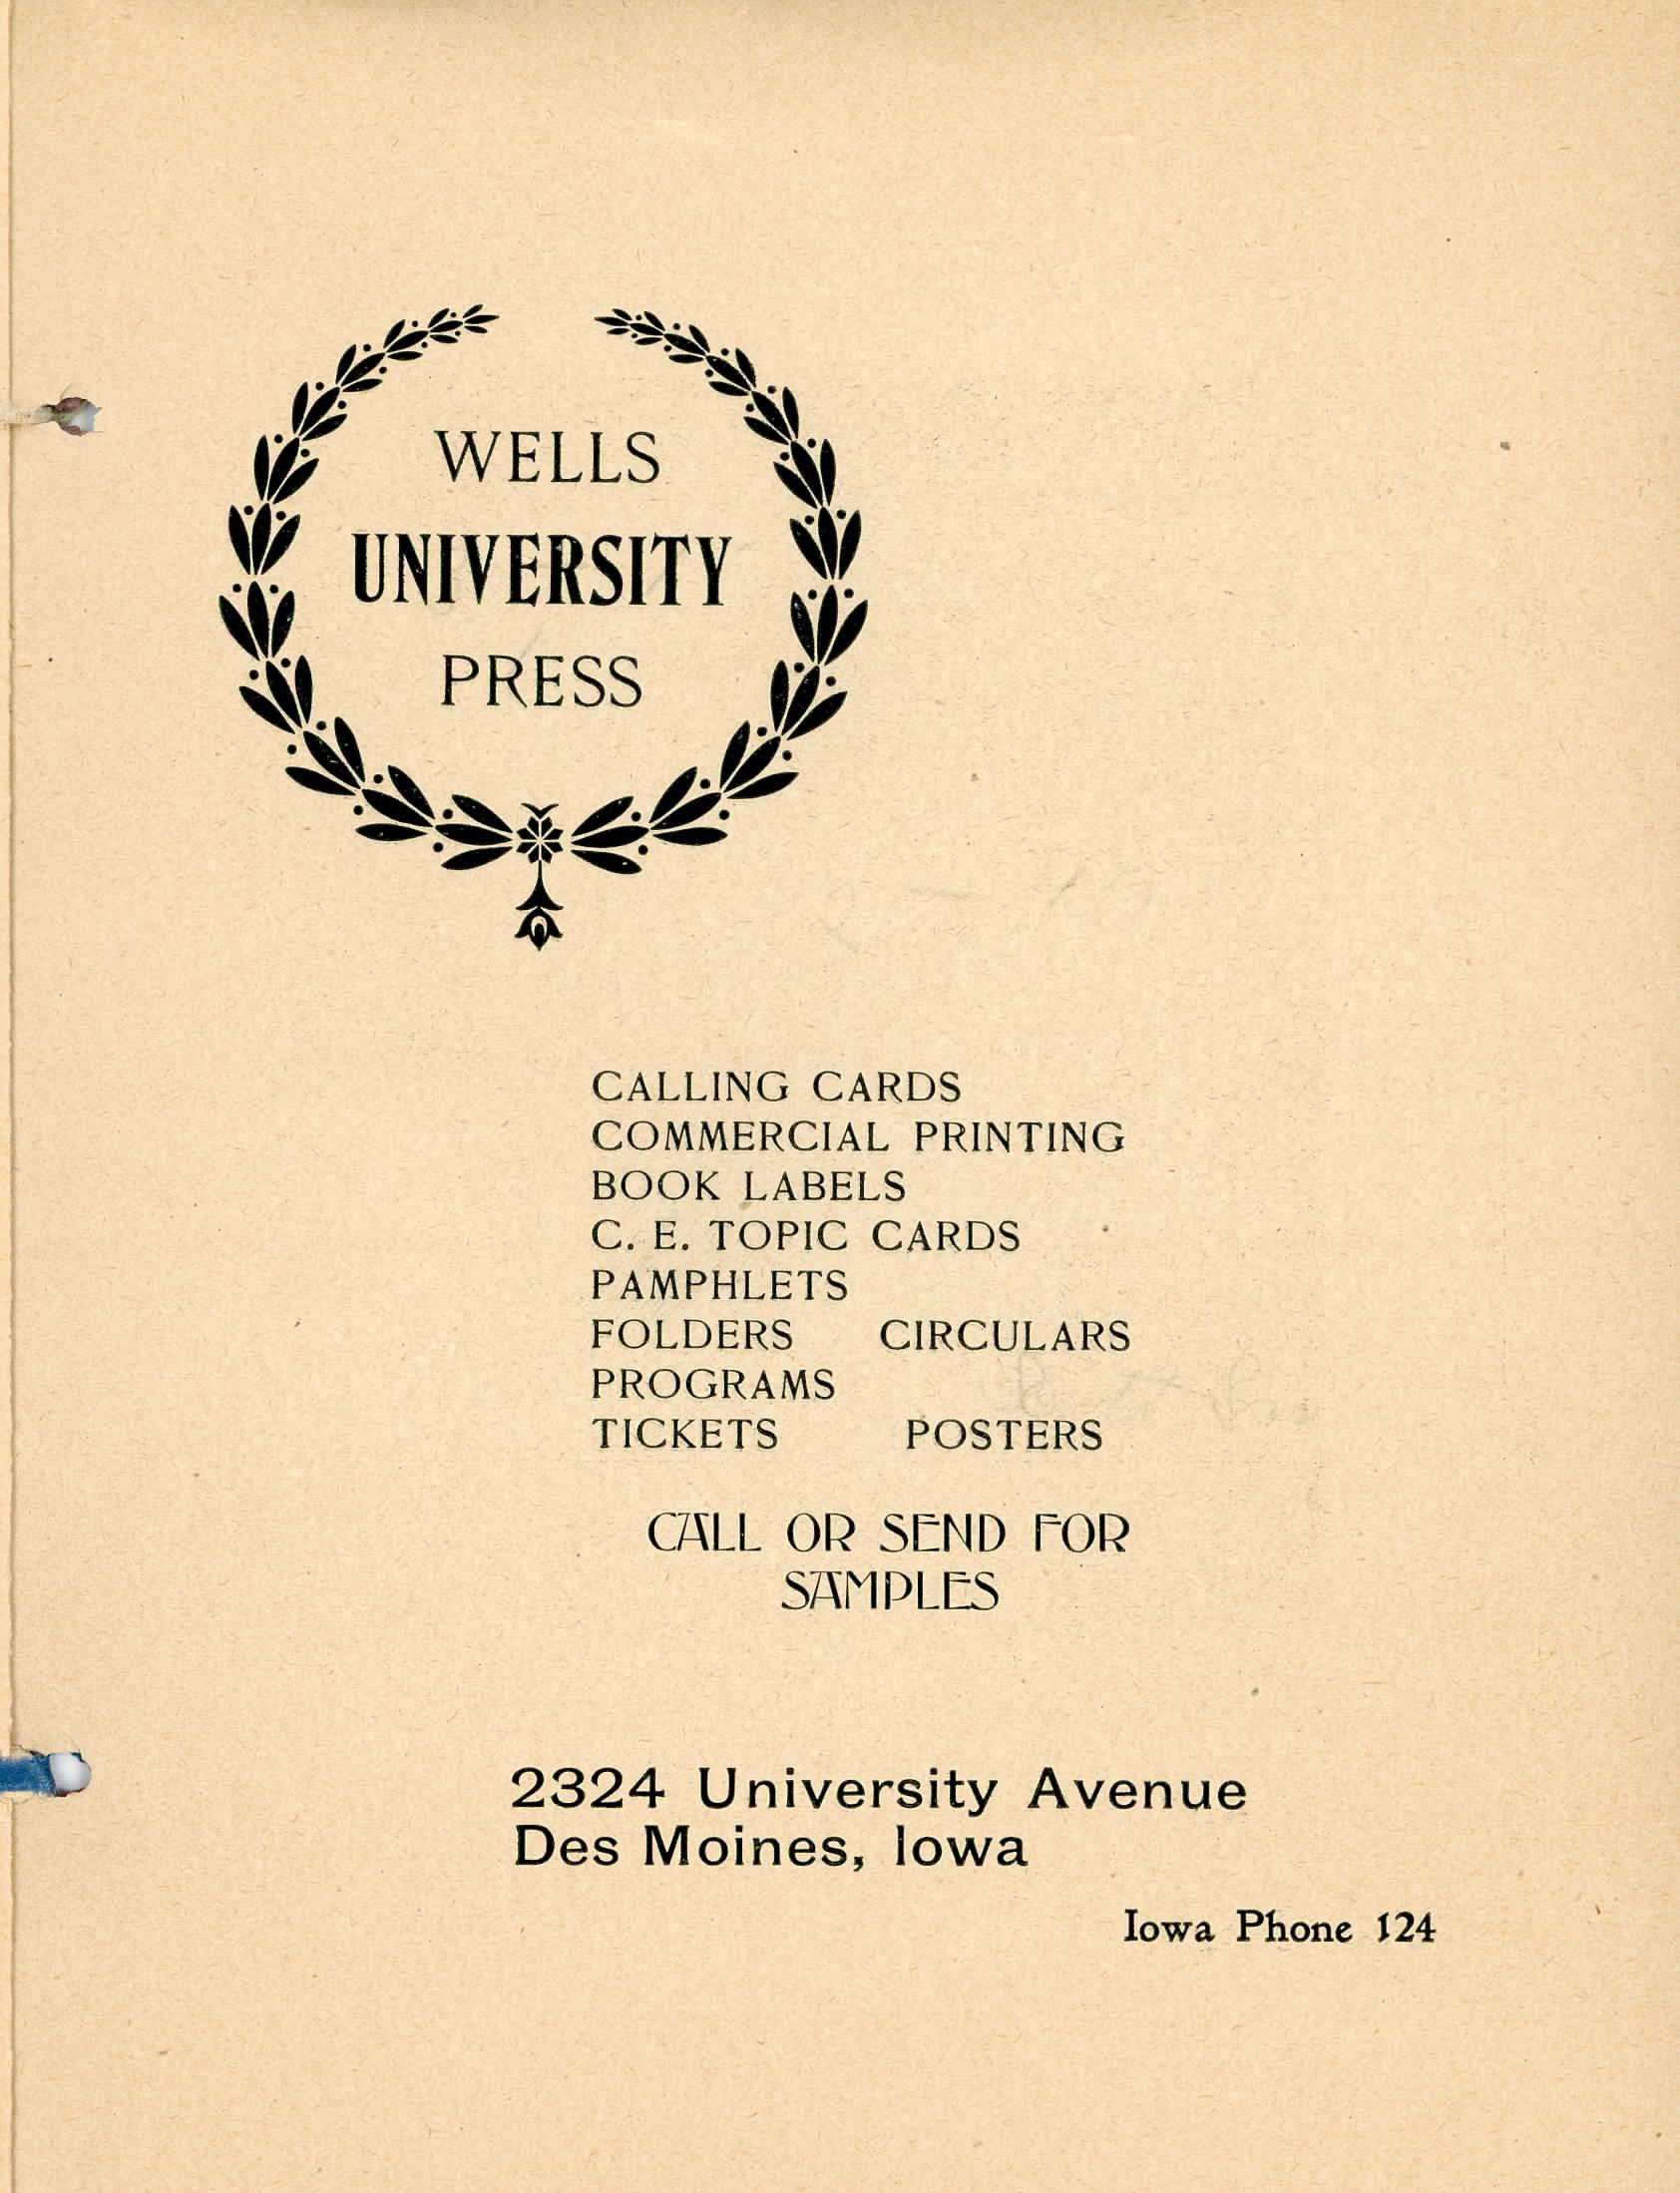 WELLS
UNIVERSITY
PRESS
CALLING CARDS
COMMERCIAL PRINTING
BOOK LABELS
C. E. TOPIC CARDS
PAMPHLETS
FOLDERS CIRCULARS
PROGRAMS
TICKETS POSTERS
CALL OR SEND FOR
SAMPLES
2324 University Avenue
Des Moines, Iowa
Iowa Phone 124